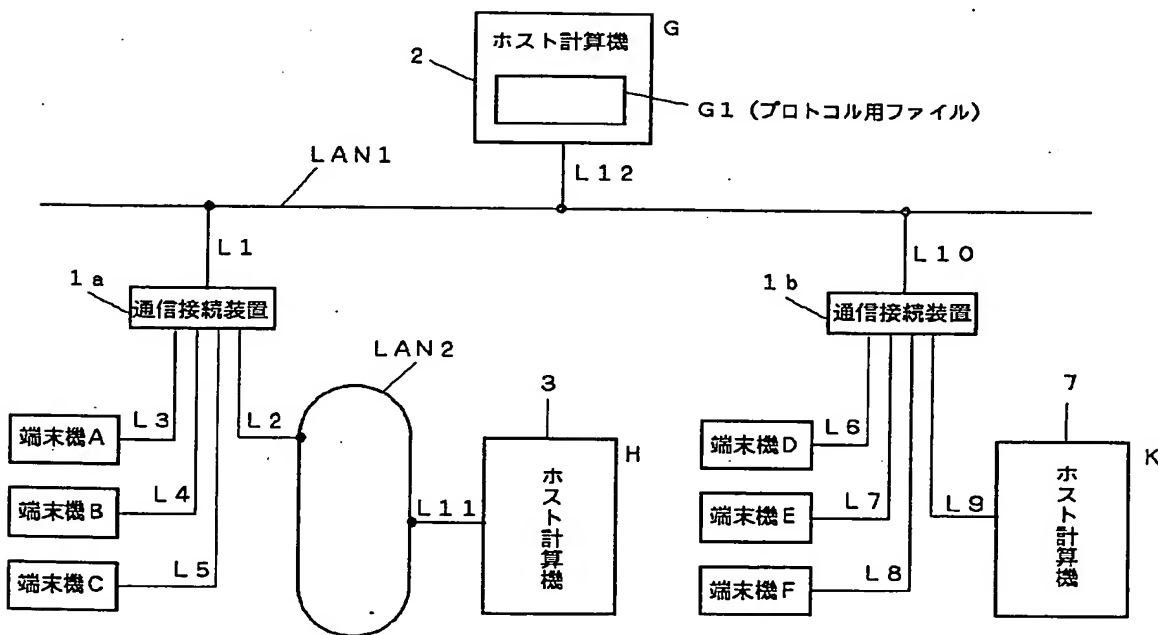 G
ホスト計算機
2
G1(プロトコル用ファイル)
LAN1
L12
L1
L10
1a
通信接続装置
1b
通信接続装置
LAN2
3
7
L3
L2
L6
端末機A
H
端末機D
K
ホスト計算機
ホスト計算機
L4
L11
L7
L9
端末機B
端末機E
L5
L8
端末機C
端末機F